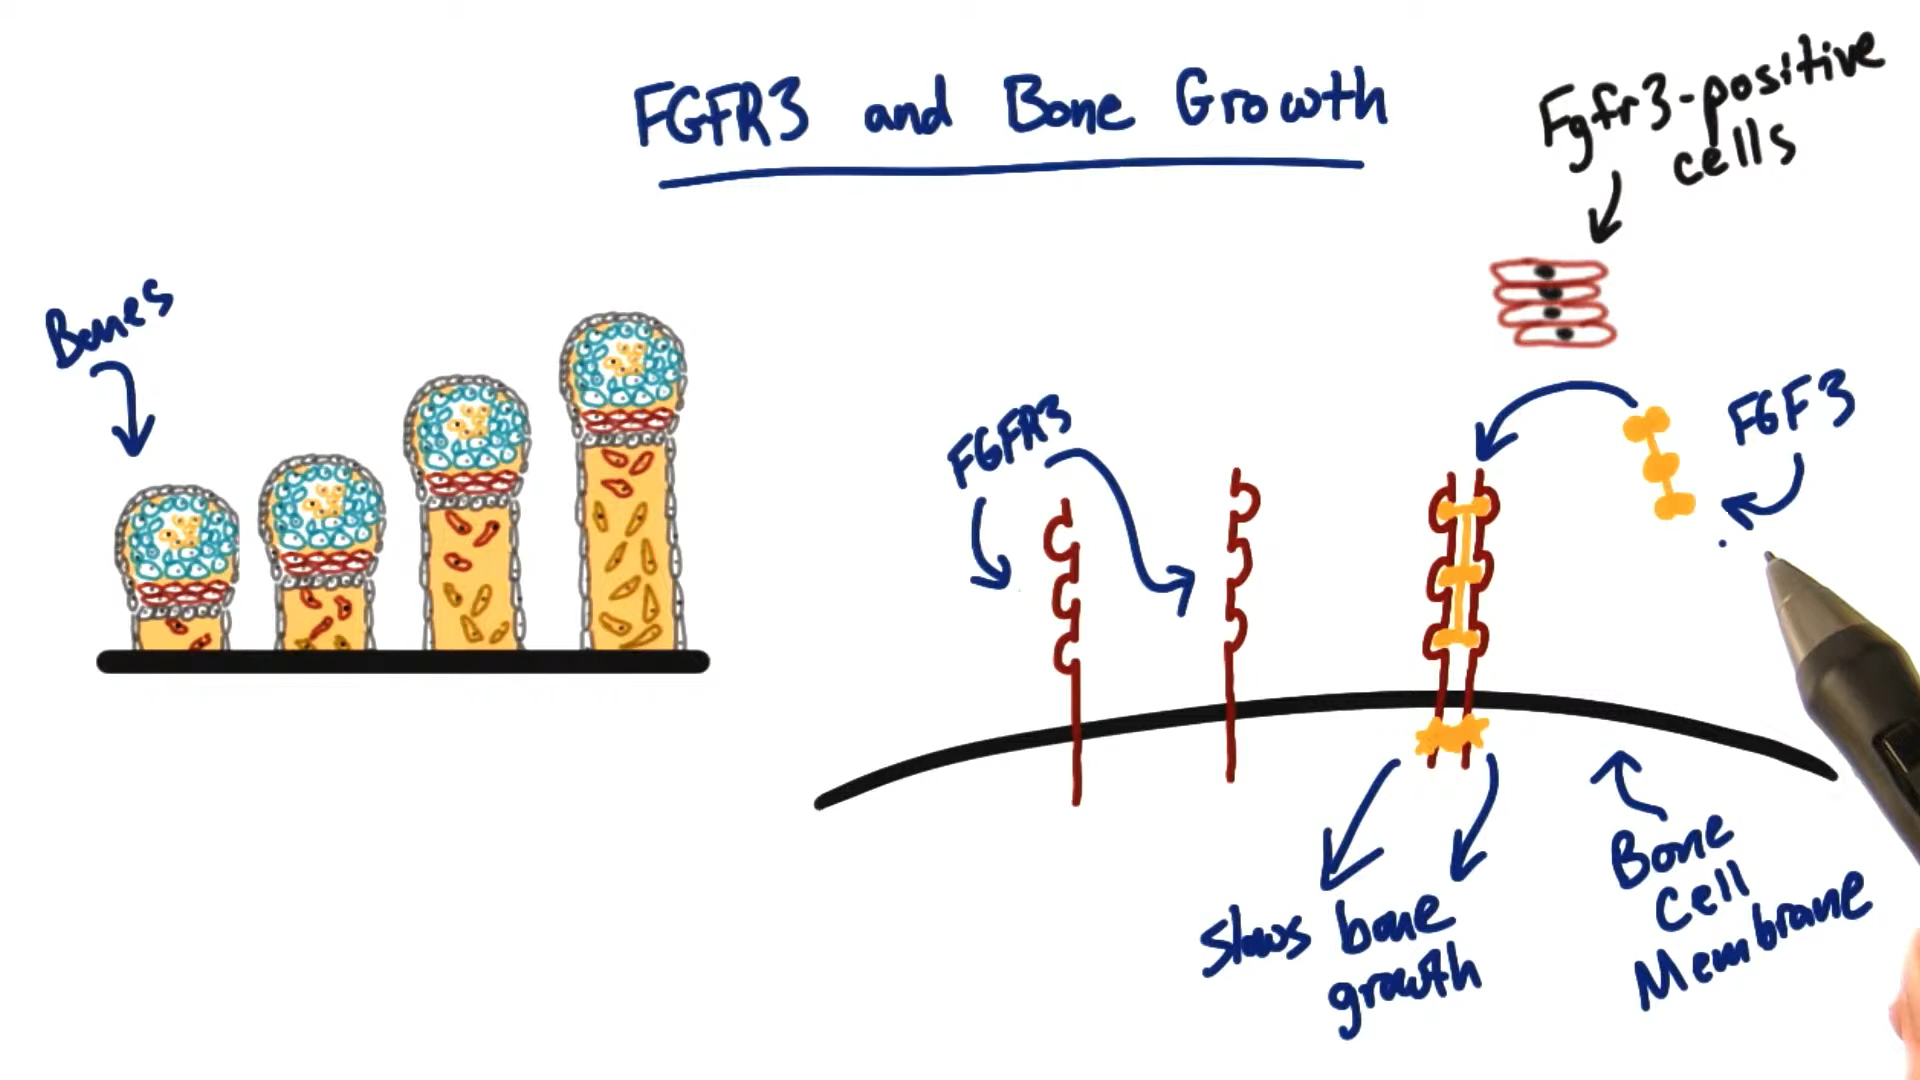 FGFR3 and Bone Growth
Fgfr3-positive
cells
Bones
FGFR3
FGF3
Slows bone
growth
Bone
Cell
Membrane